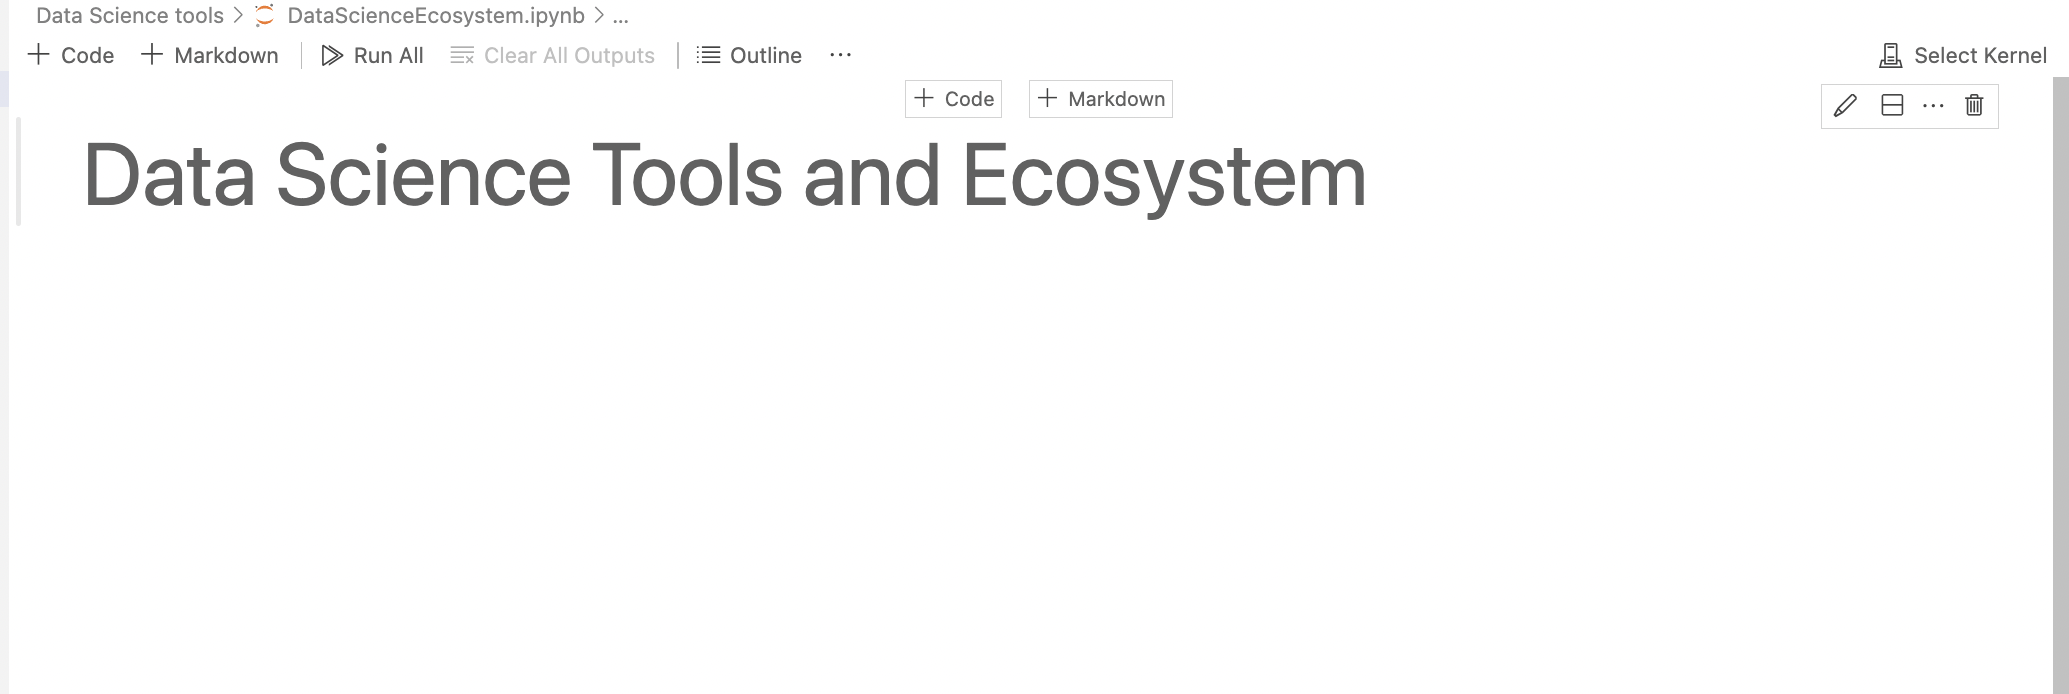 Data Science tools > DataScienceEcosystem.ipynb > ...
+ Code + Markdown Run All Clear All Outputs Outline ...
Select Kernel
+ Code + Markdown
Data Science Tools and Ecosystem